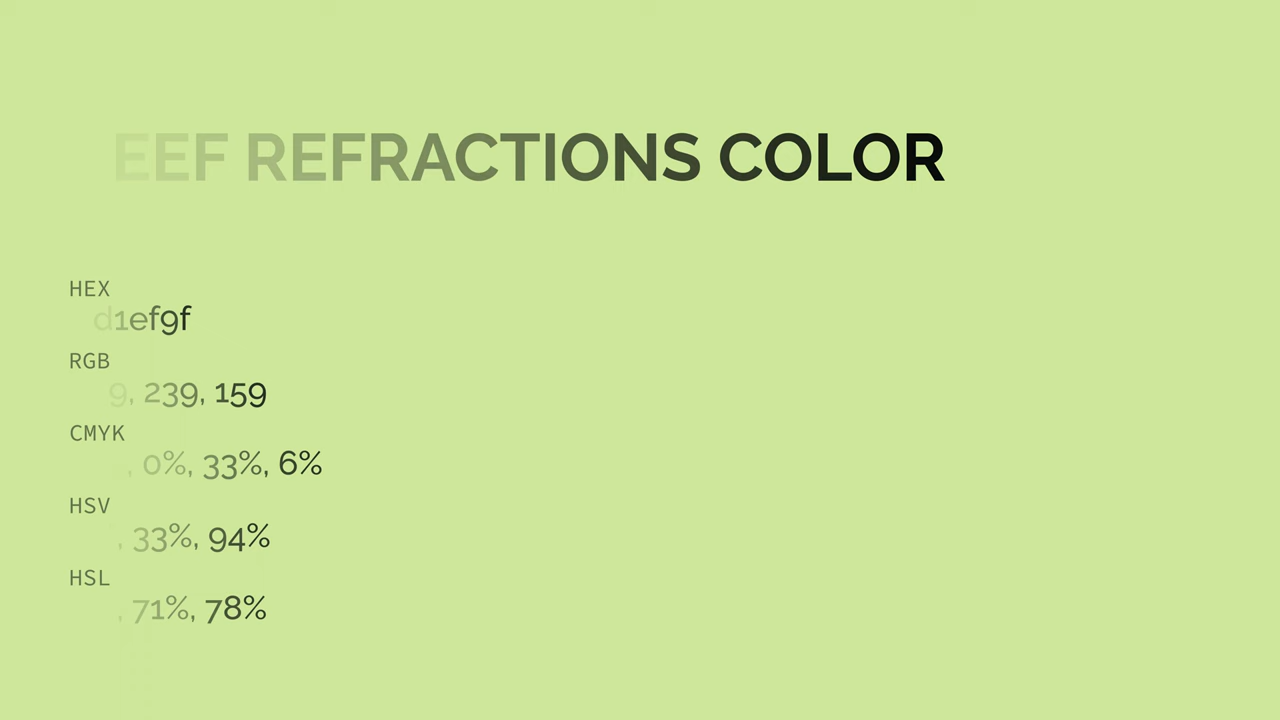 EEF REFRACTIONS COLOR
HEX
d1ef9f
RGB
9, 239, 159
CMYK
, 0%, 33%, 6%
HSV
, 33%, 94%
HSL
, 71%, 78%